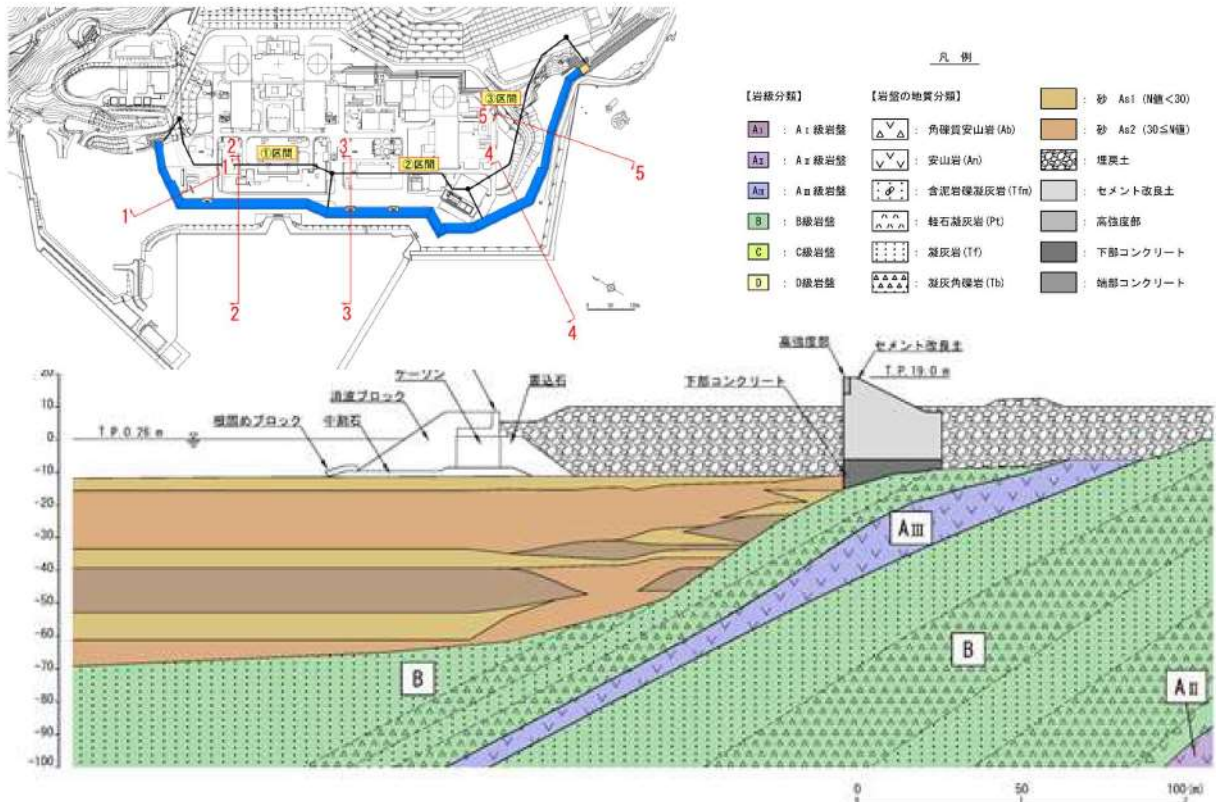 ③区間
5'
2'
1'
①区間
3'
②区間
4'
5
1
2
3
4
凡 例
【岩級分類】
【岩盤の地質分類】
AⅠ : AⅠ級岩盤
AⅡ : AⅡ級岩盤
AⅢ : AⅢ級岩盤
B : B級岩盤
C : C級岩盤
D : D級岩盤
: 角礫質安山岩(Ab)
: 安山岩(An)
: 含泥岩礫凝灰岩(Tfm)
: 軽石凝灰岩(Pt)
: 凝灰岩(Tf)
: 凝灰角礫岩(Tb)
: 砂 As1 (N値<30)
: 砂 As2 (30≦N値)
: 埋戻土
: セメント改良土
: 高強度部
: 下部コンクリート
: 端部コンクリート
ケーソン
消波ブロック
裏込石
根固めブロック
中割石
T.P.0.26 m
高強度部
セメント改良土
下部コンクリート
T.P.19.0 m
20
10
0
-10
-20
-30
-40
-50
-60
-70
-80
-90
-100
AⅢ
B
B
AⅡ
0
50
100(m)